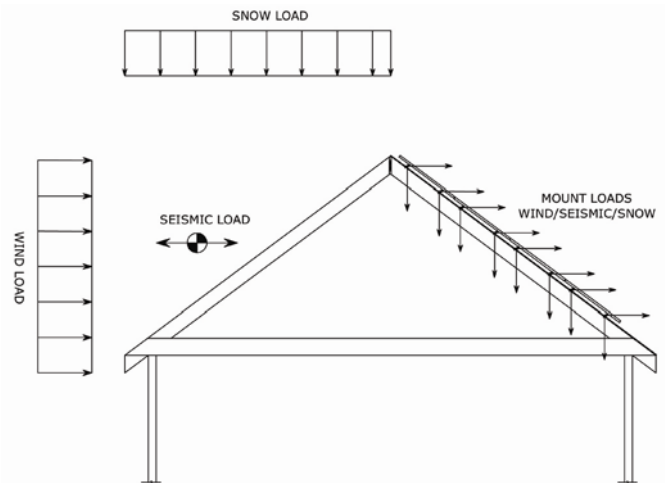 SNOW LOAD
SEISMIC LOAD
MOUNT LOADS
WIND/SEISMIC/SNOW
WIND LOAD